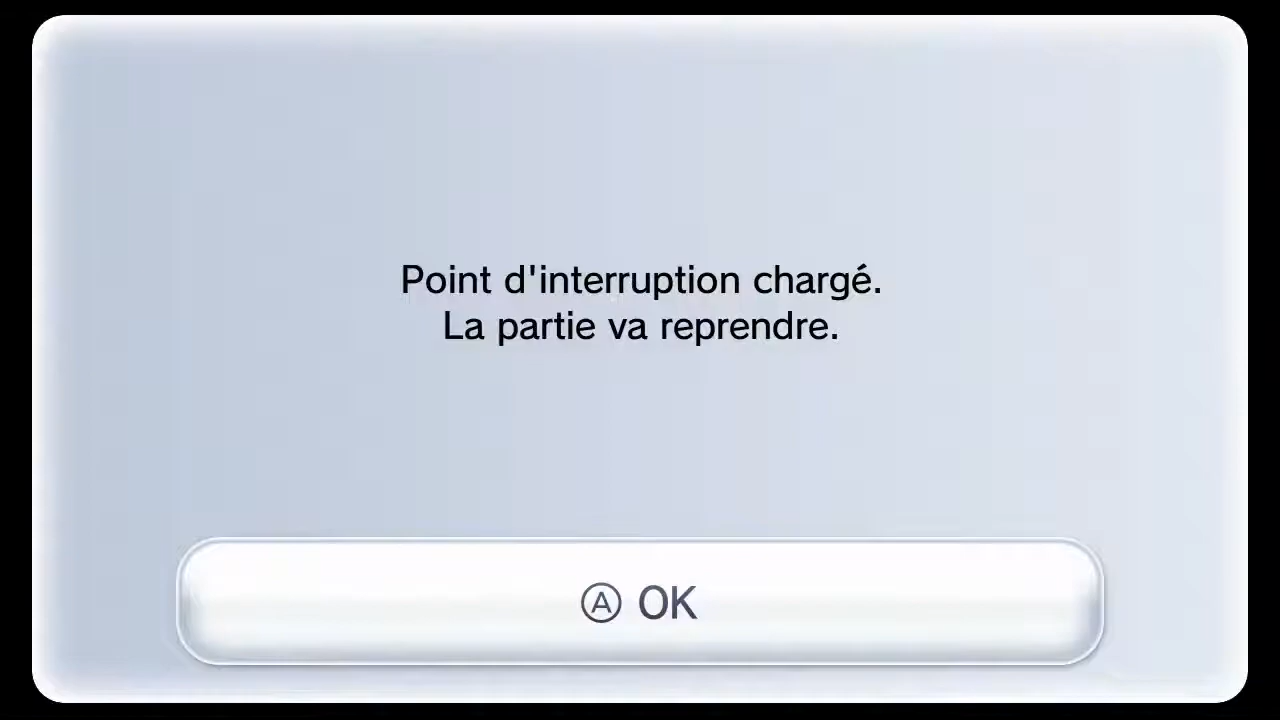 Point d'interruption chargé.
La partie va reprendre.
Ⓐ OK